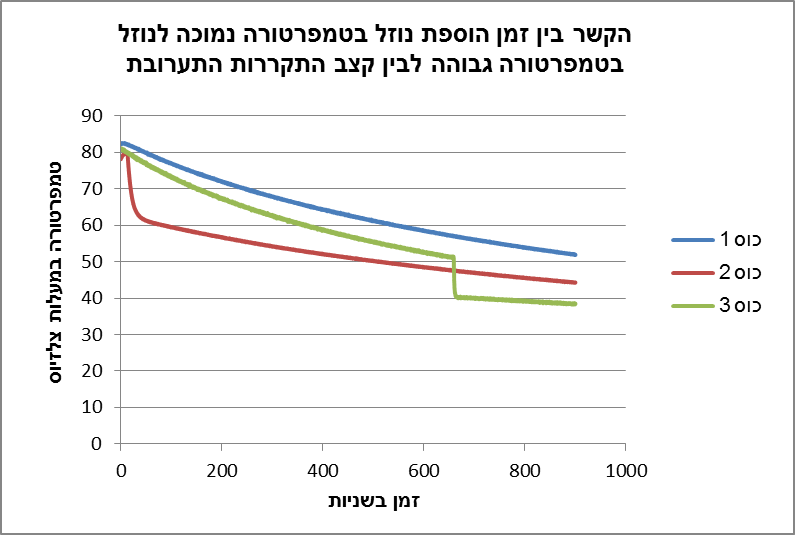 הקשר בין זמן הוספת נוזל בטמפרטורה נמוכה לנוזל
בטמפרטורה גבוהה לבין קצב התקררות התערובת
טמפרטורה במעלות צלזיוס
90
80
70
60
50
40
30
20
10
0
0 200 400 600 800 1000
זמן בשניות
כוס 1
כוס 2
כוס 3